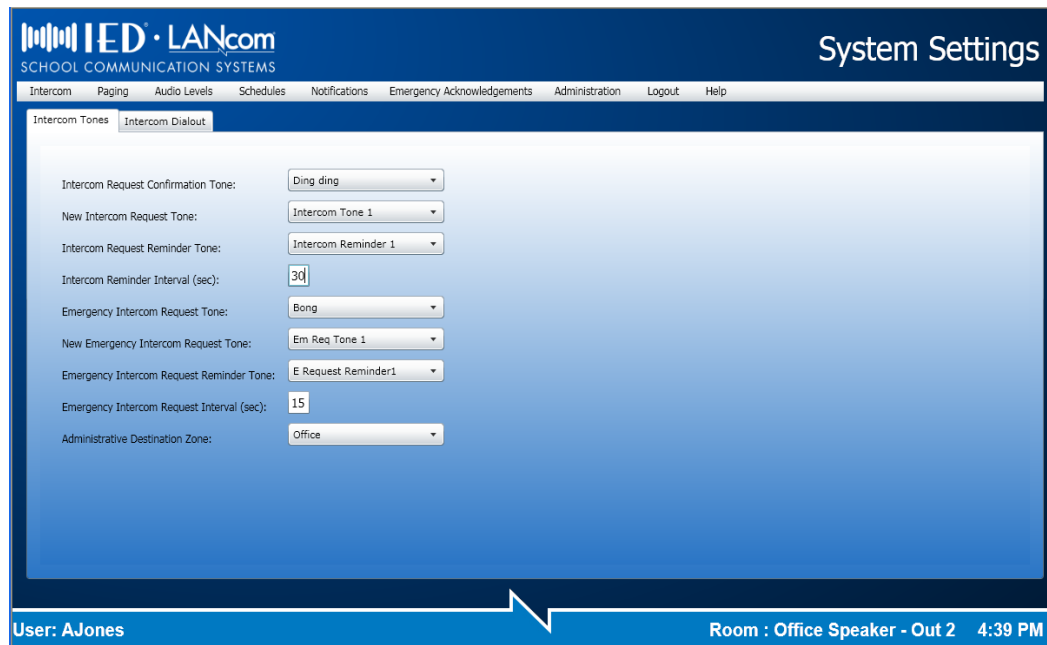 IED · LANcom
SCHOOL COMMUNICATION SYSTEMS
System Settings
Intercom Paging Audio Levels Schedules Notifications Emergency Acknowledgements Administration Logout Help
Intercom Tones Intercom Dialout
Intercom Request Confirmation Tone: Ding ding
New Intercom Request Tone: Intercom Tone 1
Intercom Request Reminder Tone: Intercom Reminder 1
Intercom Reminder Interval (sec): 30
Emergency Intercom Request Tone: Bong
New Emergency Intercom Request Tone: Em Req Tone 1
Emergency Intercom Request Reminder Tone: E Request Reminder1
Emergency Intercom Request Interval (sec): 15
Administrative Destination Zone: Office
User: AJones Room : Office Speaker - Out 2 4:39 PM